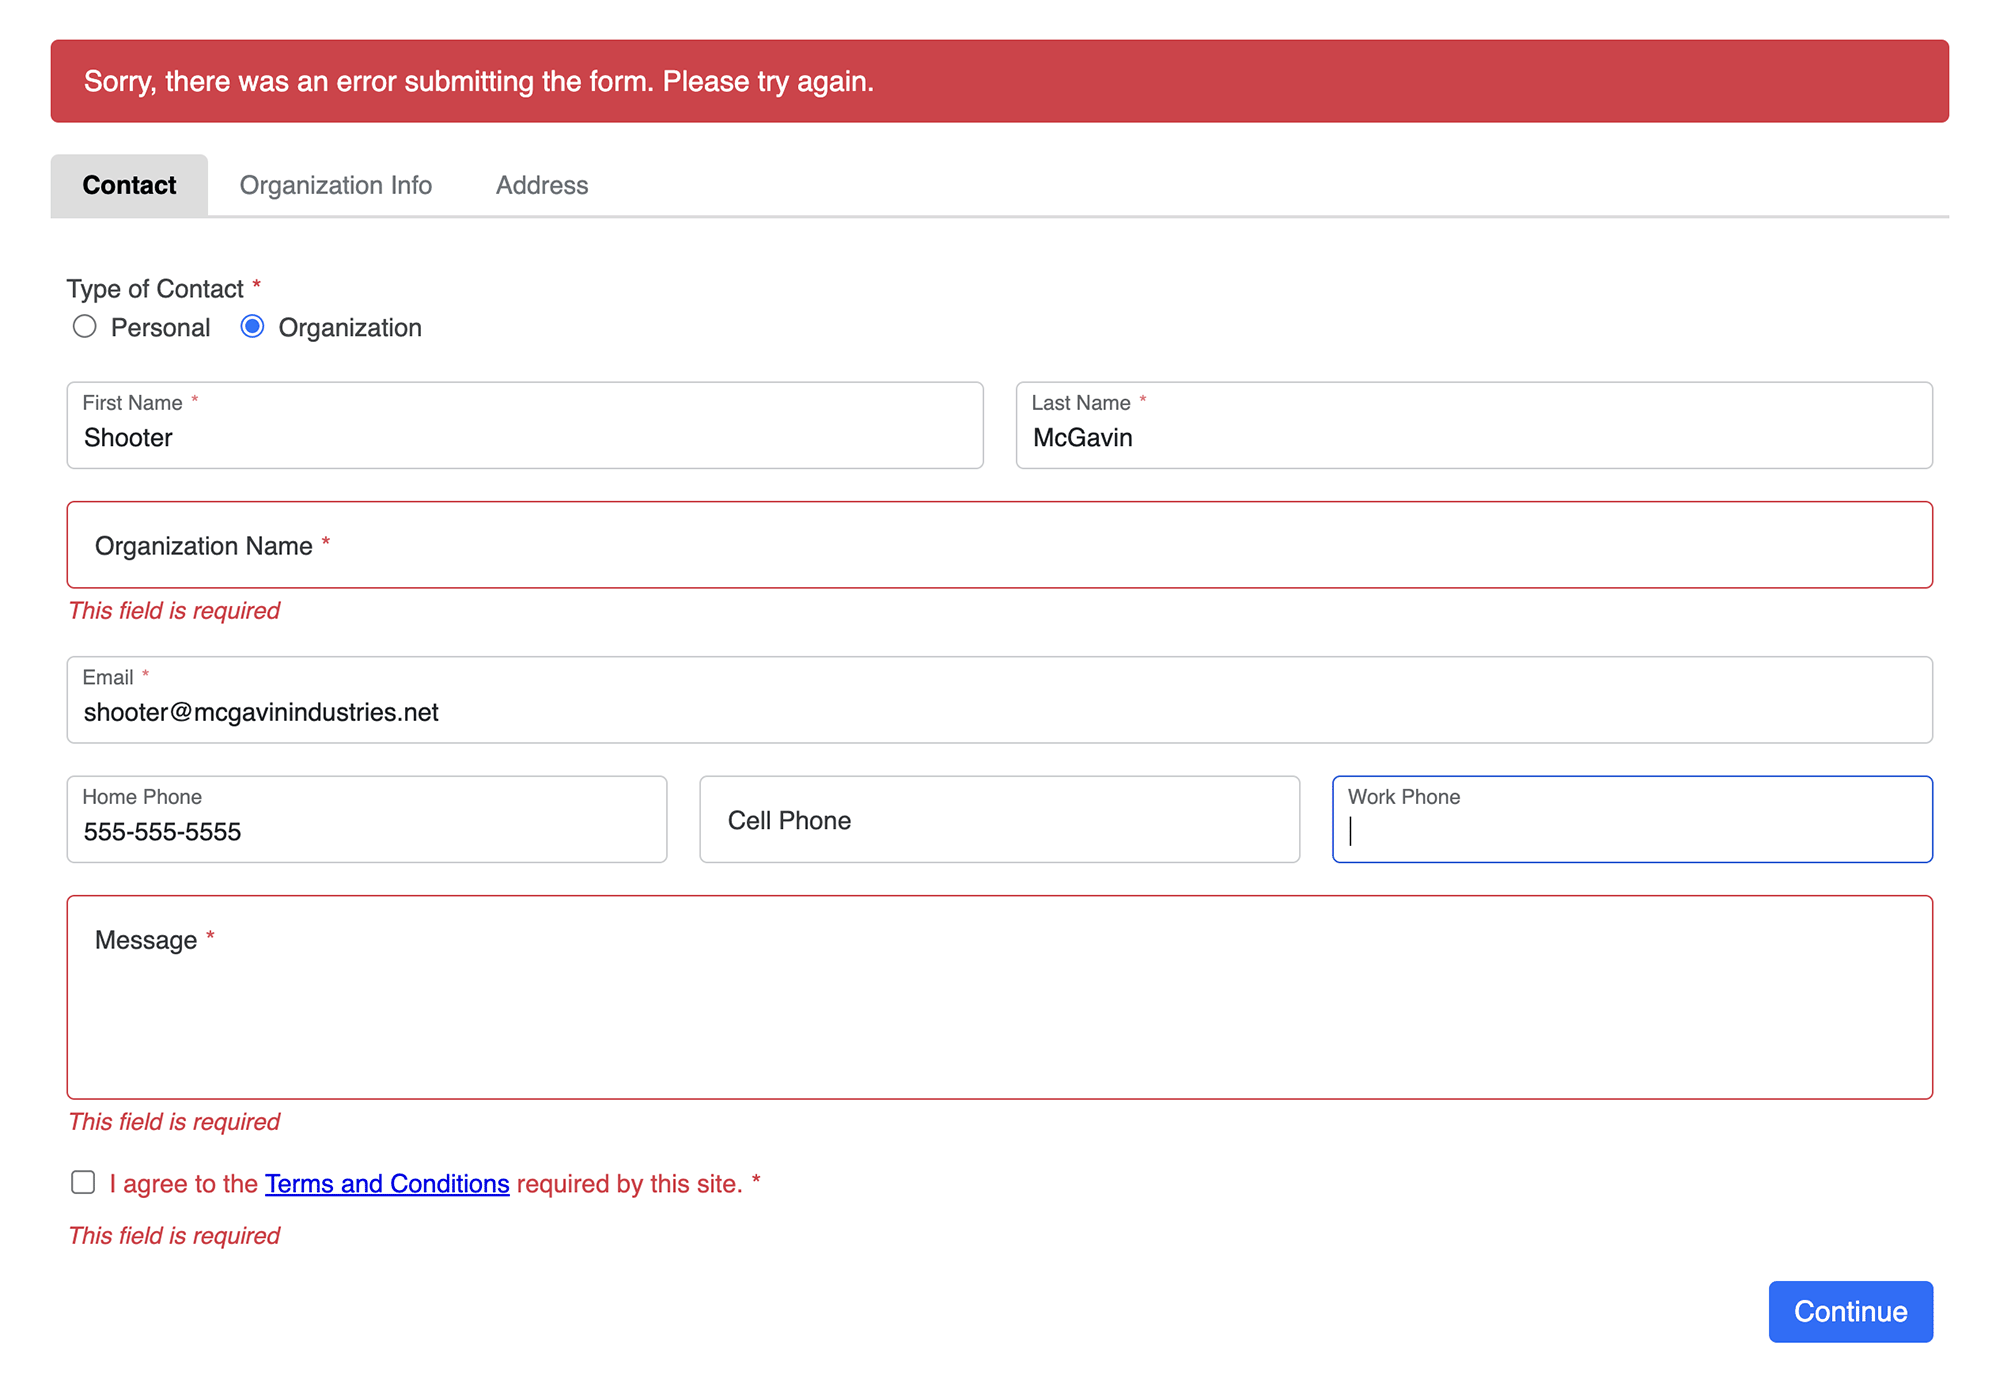 Sorry, there was an error submitting the form. Please try again.
Contact Organization Info Address
Type of Contact *
Personal Organization
First Name * Last Name *
Shooter McGavin
Organization Name *
This field is required
Email *
shooter@mcgavinindustries.net
Home Phone Cell Phone Work Phone
555-555-5555
Message *
This field is required
I agree to the Terms and Conditions required by this site. *
This field is required
Continue